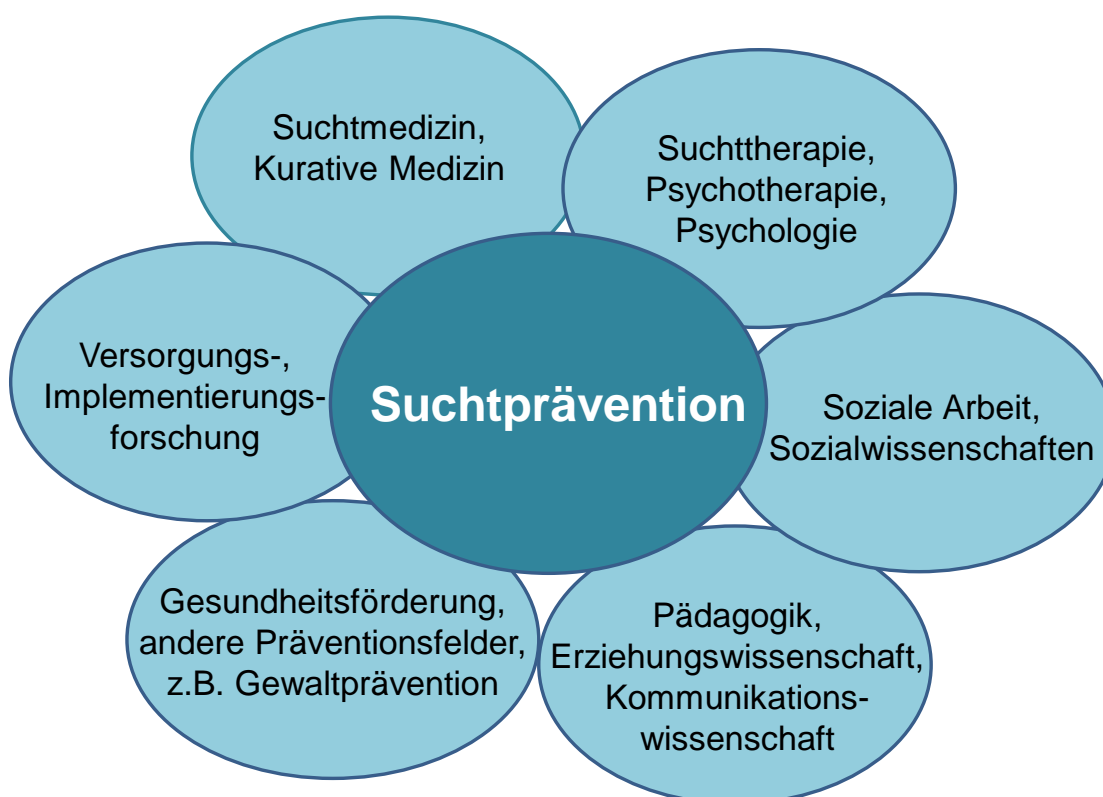 Suchtmedizin,
Kurative Medizin
Suchttherapie,
Psychotherapie,
Psychologie
Versorgungs-,
Implementierungs-
forschung
Suchtprävention
Soziale Arbeit,
Sozialwissenschaften
Gesundheitsförderung,
andere Präventionsfelder,
z.B. Gewaltprävention
Pädagogik,
Erziehungswissenschaft,
Kommunikations-
wissenschaft